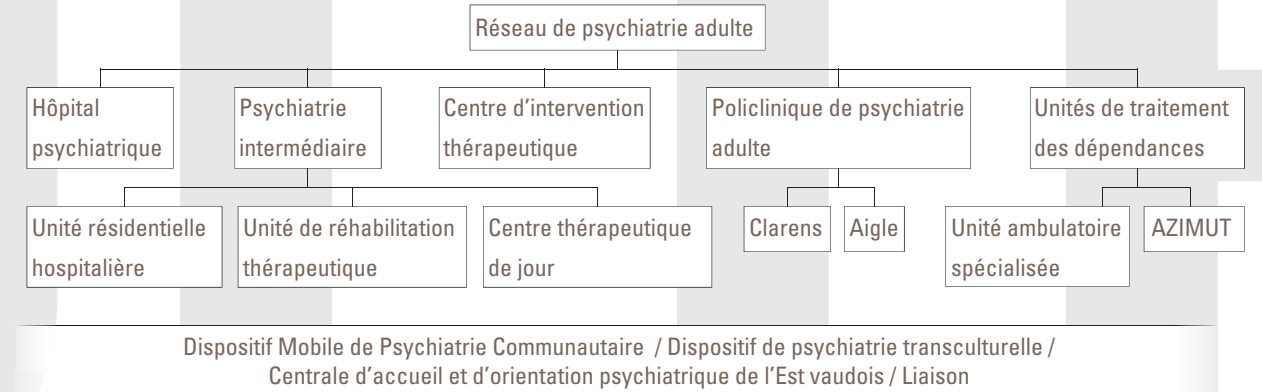 Réseau de psychiatrie adulte
Hôpital
psychiatrique
Psychiatrie
intermédiaire
Centre d'intervention
thérapeutique
Policlinique de psychiatrie
adulte
Unités de traitement
des dépendances
Unité résidentielle
hospitalière
Unité de réhabilitation
thérapeutique
Centre thérapeutique
de jour
Clarens
Aigle
Unité ambulatoire
spécialisée
AZIMUT
Dispositif Mobile de Psychiatrie Communautaire / Dispositif de psychiatrie transculturelle /
Centrale d'accueil et d'orientation psychiatrique de l'Est vaudois / Liaison